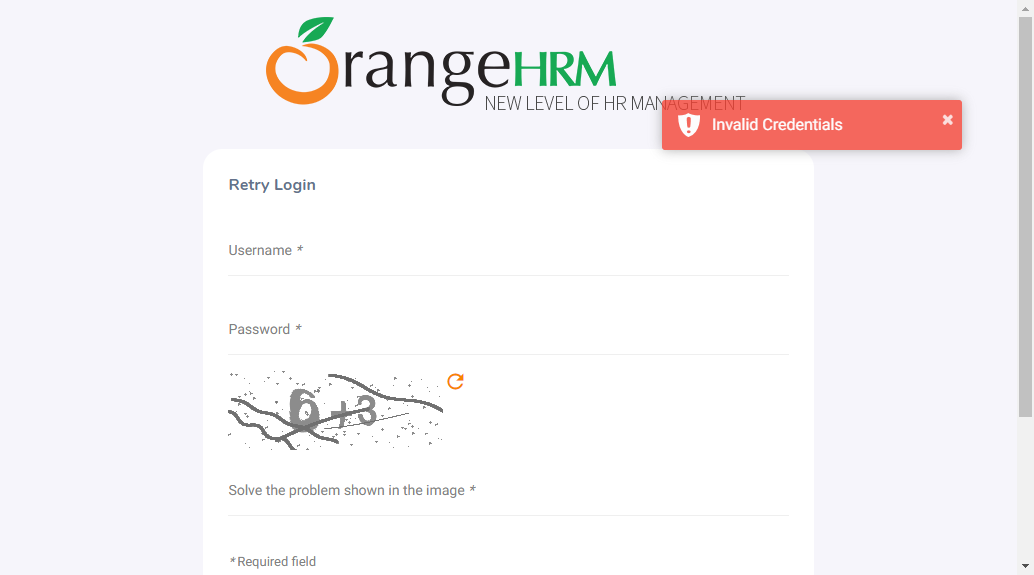 OrangeHRM
NEW LEVEL OF HR MANAGEMENT
Invalid Credentials
Retry Login
Username *
Password *
6+3
Solve the problem shown in the image *
*Required field